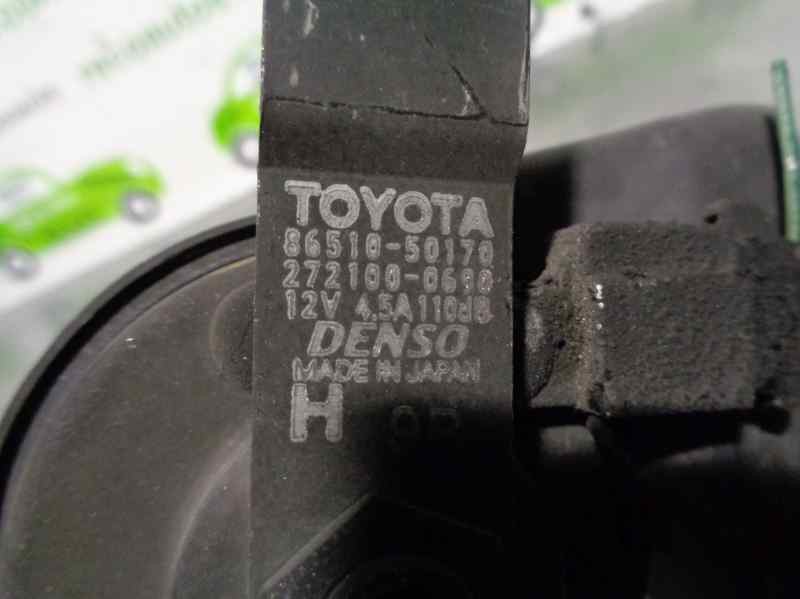 TOYOTA
86510-50170
272100-0690
12V 4.5A 110dB
DENSO
MADE IN JAPAN
H